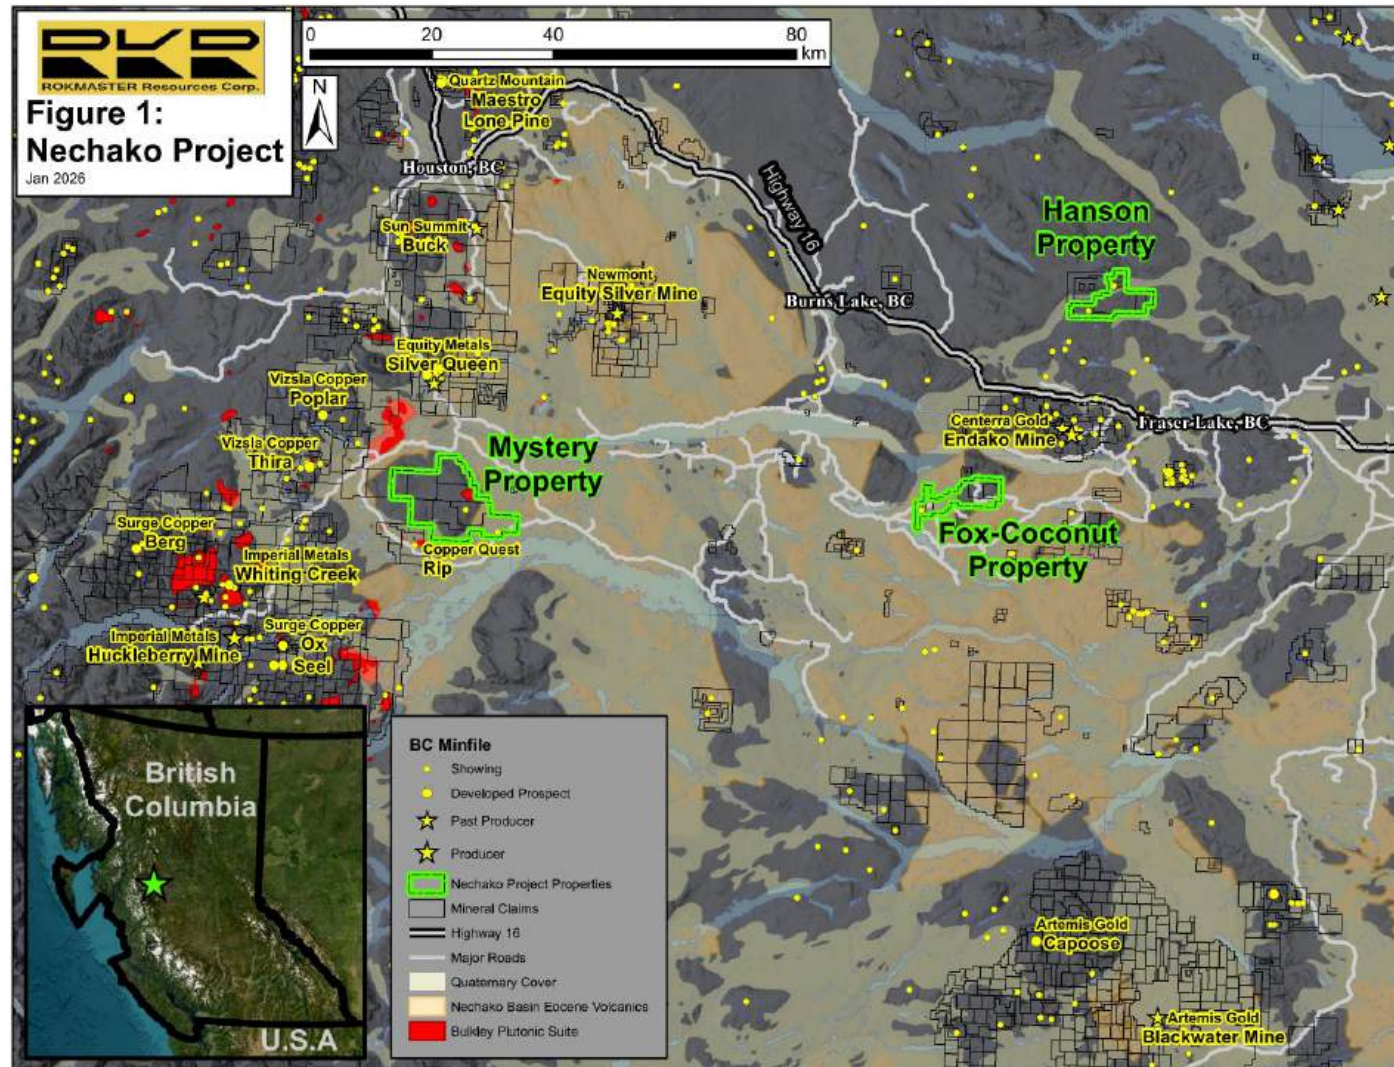 RKR
ROKMASTER Resources Corp.
Figure 1:
Nechako Project
Jan 2026
0 20 40 80
km
N
Quartz Mountain
Maestro
Lone Pine
Houston, BC
Highway 16
Hanson
Property
Sun Summit
Buck
Newmont
Equity Silver Mine
Burns Lake, BC
Equity Metals
Silver Queen
Vizsla Copper
Poplar
Centerra Gold
Endako Mine
Fraser Lake, BC
Vizsla Copper
Thira
Mystery
Property
Surge Copper
Berg
Imperial Metals
Whiting Creek
Copper Quest
Rip
Fox-Coconut
Property
Imperial Metals
Huckleberry Mine
Surge Copper
Ox
Seel
British
Columbia
U.S.A
BC Minfile
Showing
Developed Prospect
Past Producer
Producer
Nechako Project Properties
Mineral Claims
Highway 16
Major Roads
Quaternary Cover
Nechako Basin Eocene Volcanics
Bulkley Plutonic Suite
Artemis Gold
Capoose
Artemis Gold
Blackwater Mine